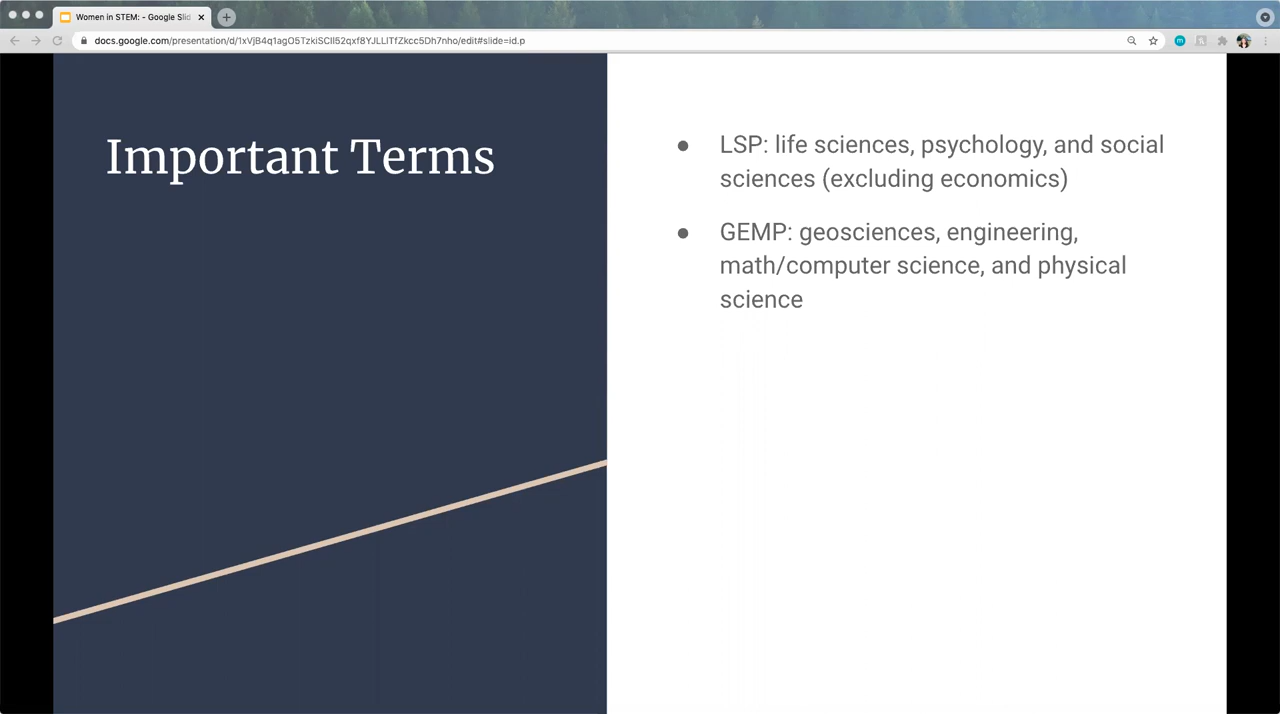 Women in STEM: - Google Slid
docs.google.com/presentation/d/1xVjB4q1agO5TzkiSCIl52qxf8YJLLITfZkcc5Dh7nho/edit#slide=id.p
Important Terms
● LSP: life sciences, psychology, and social
sciences (excluding economics)
● GEMP: geosciences, engineering,
math/computer science, and physical
science